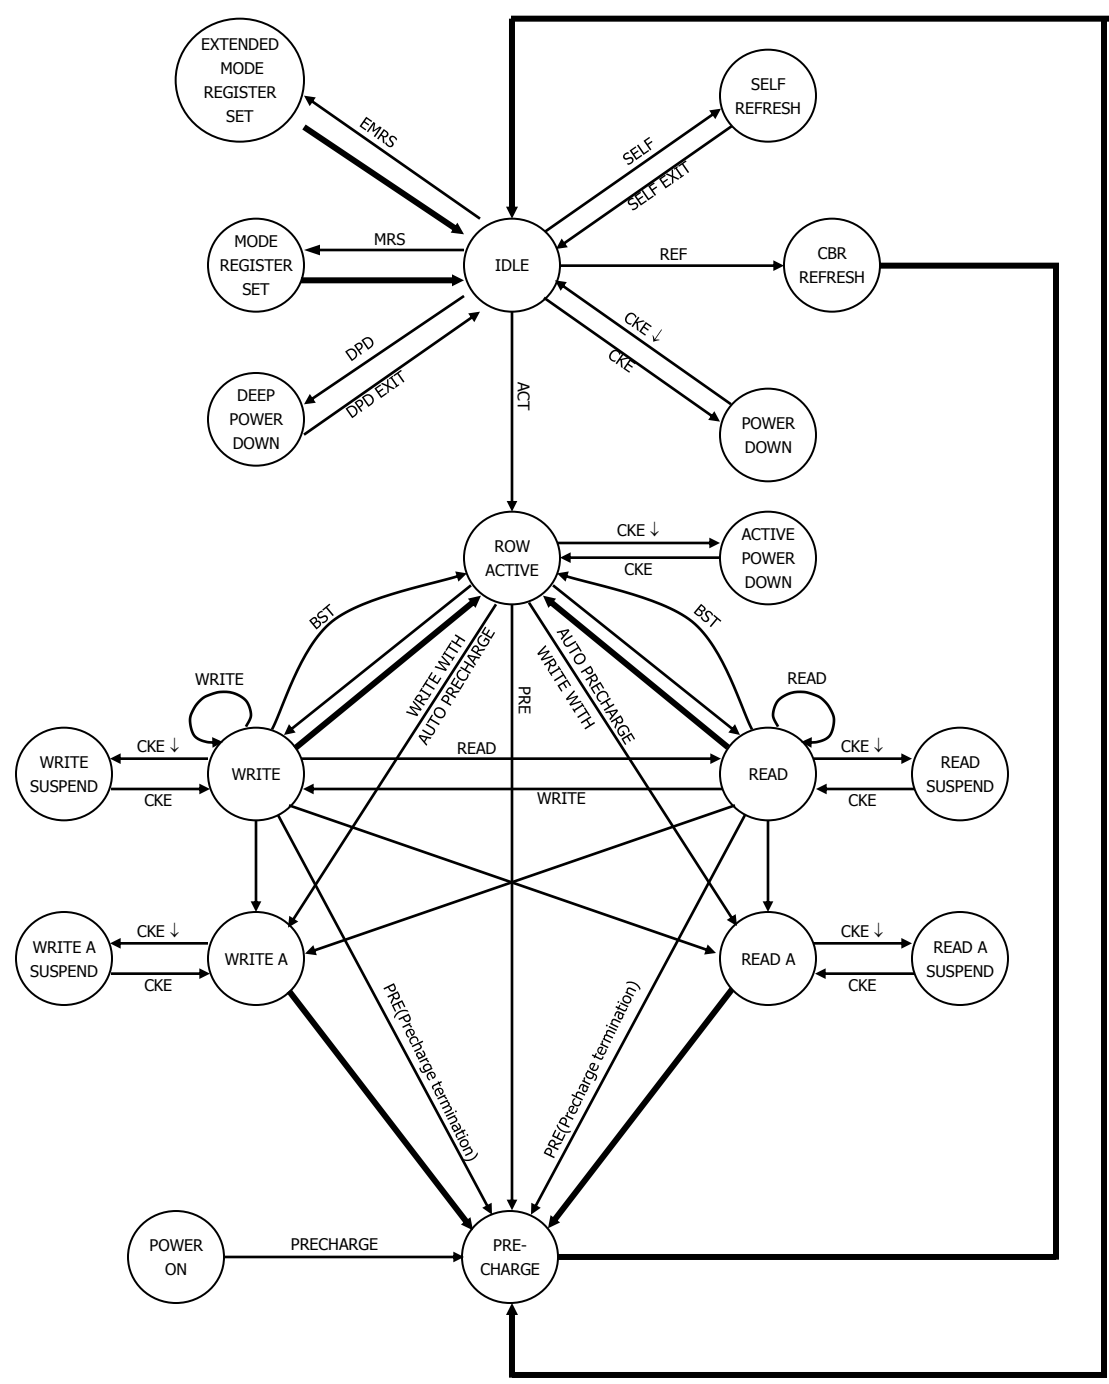 EXTENDED
MODE
REGISTER
SET
SELF
REFRESH
EMRS
SELF
SELF EXIT
MODE
REGISTER
SET
MRS
IDLE
REF
CBR
REFRESH
DPD
DPD EXIT
CKE ↓
CKE
ACT
DEEP
POWER
DOWN
POWER
DOWN
ROW
ACTIVE
CKE ↓
CKE
ACTIVE
POWER
DOWN
BST
BST
WRITE WITH
AUTO PRECHARGE
PRE
AUTO PRECHARGE
WRITE WITH
WRITE
READ
WRITE
SUSPEND
CKE ↓
CKE
WRITE
READ
WRITE
READ
CKE ↓
CKE
READ
SUSPEND
WRITE A
SUSPEND
CKE ↓
CKE
WRITE A
READ A
CKE ↓
CKE
READ A
SUSPEND
PRE(Precharge termination)
PRE(Precharge termination)
POWER
ON
PRECHARGE
PRE-
CHARGE